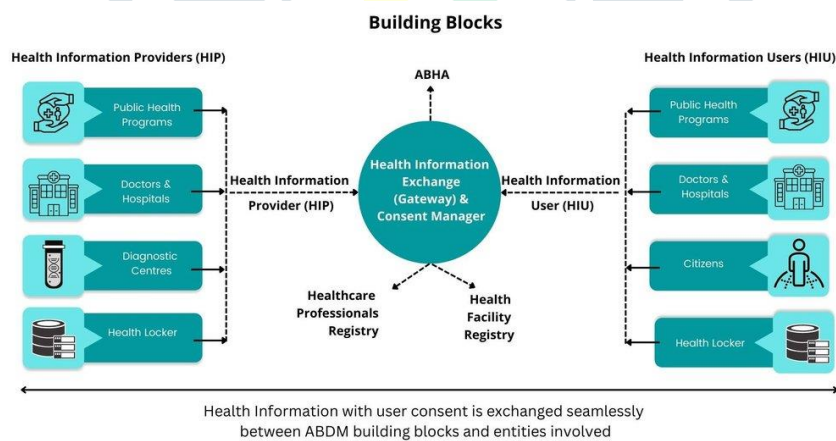 Building Blocks
Health Information Providers (HIP)
Public Health
Programs
Doctors &
Hospitals
Diagnostic
Centres
Health Locker
Health Information
Provider (HIP)
ABHA
Health Information
Exchange
(Gateway) &
Consent Manager
Healthcare
Professionals
Registry
Health
Facility
Registry
Health Information
User (HIU)
Health Information Users (HIU)
Public Health
Programs
Doctors &
Hospitals
Citizens
Health Locker
Health Information with user consent is exchanged seamlessly
between ABDM building blocks and entities involved